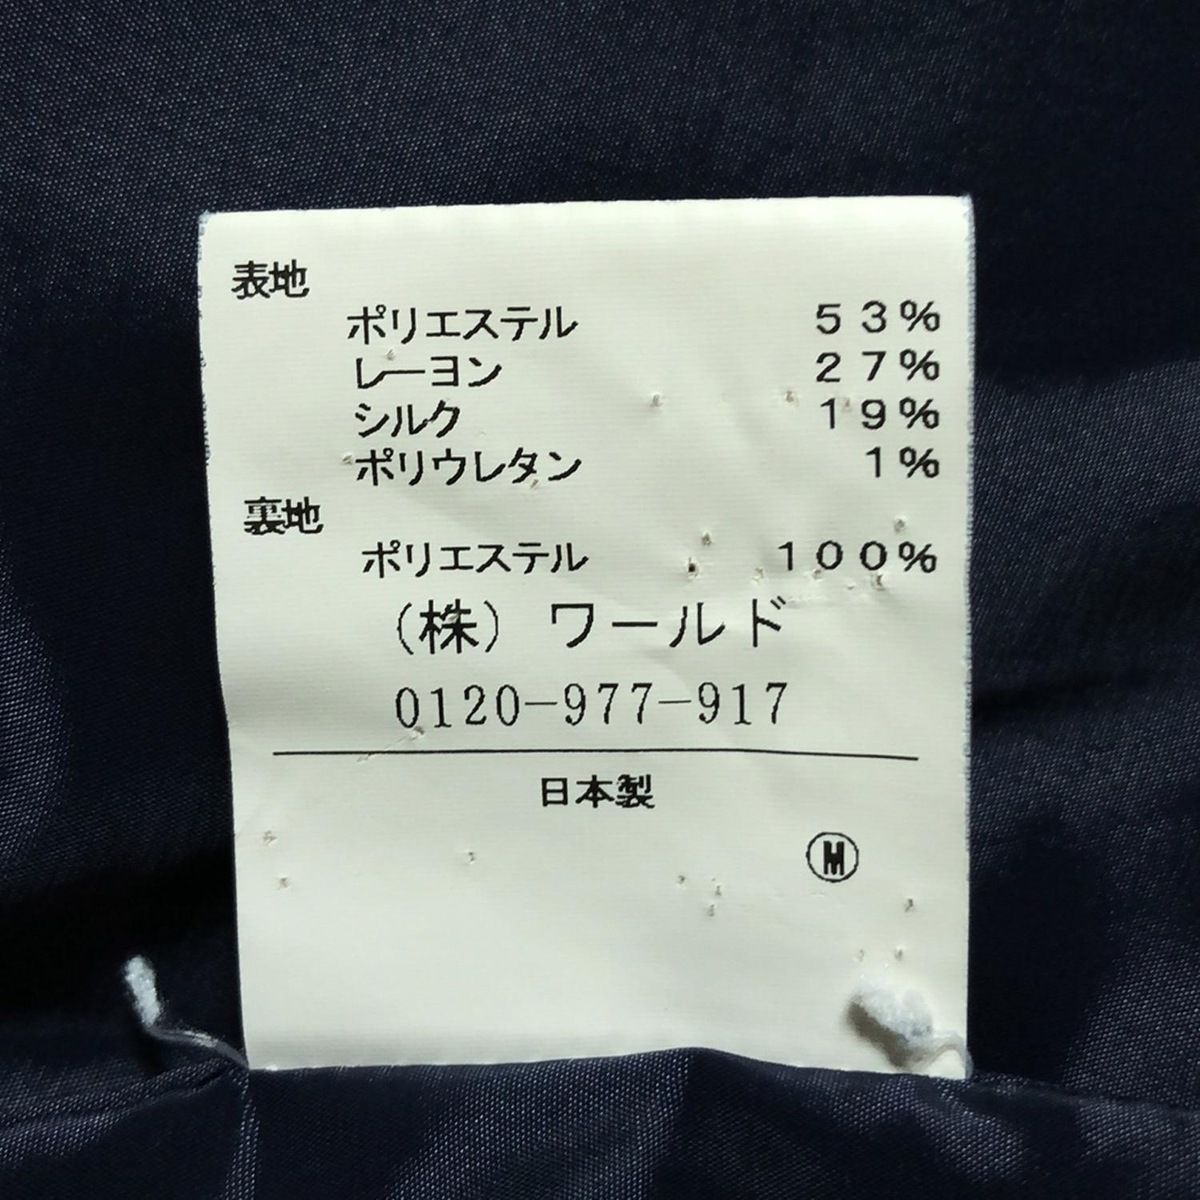 表地
ポリエステル 53%
レーヨン 27%
シルク 19%
ポリウレタン 1%
裏地
ポリエステル 100%
(株) ワールド
0120-977-917
日本製
Ⓜ